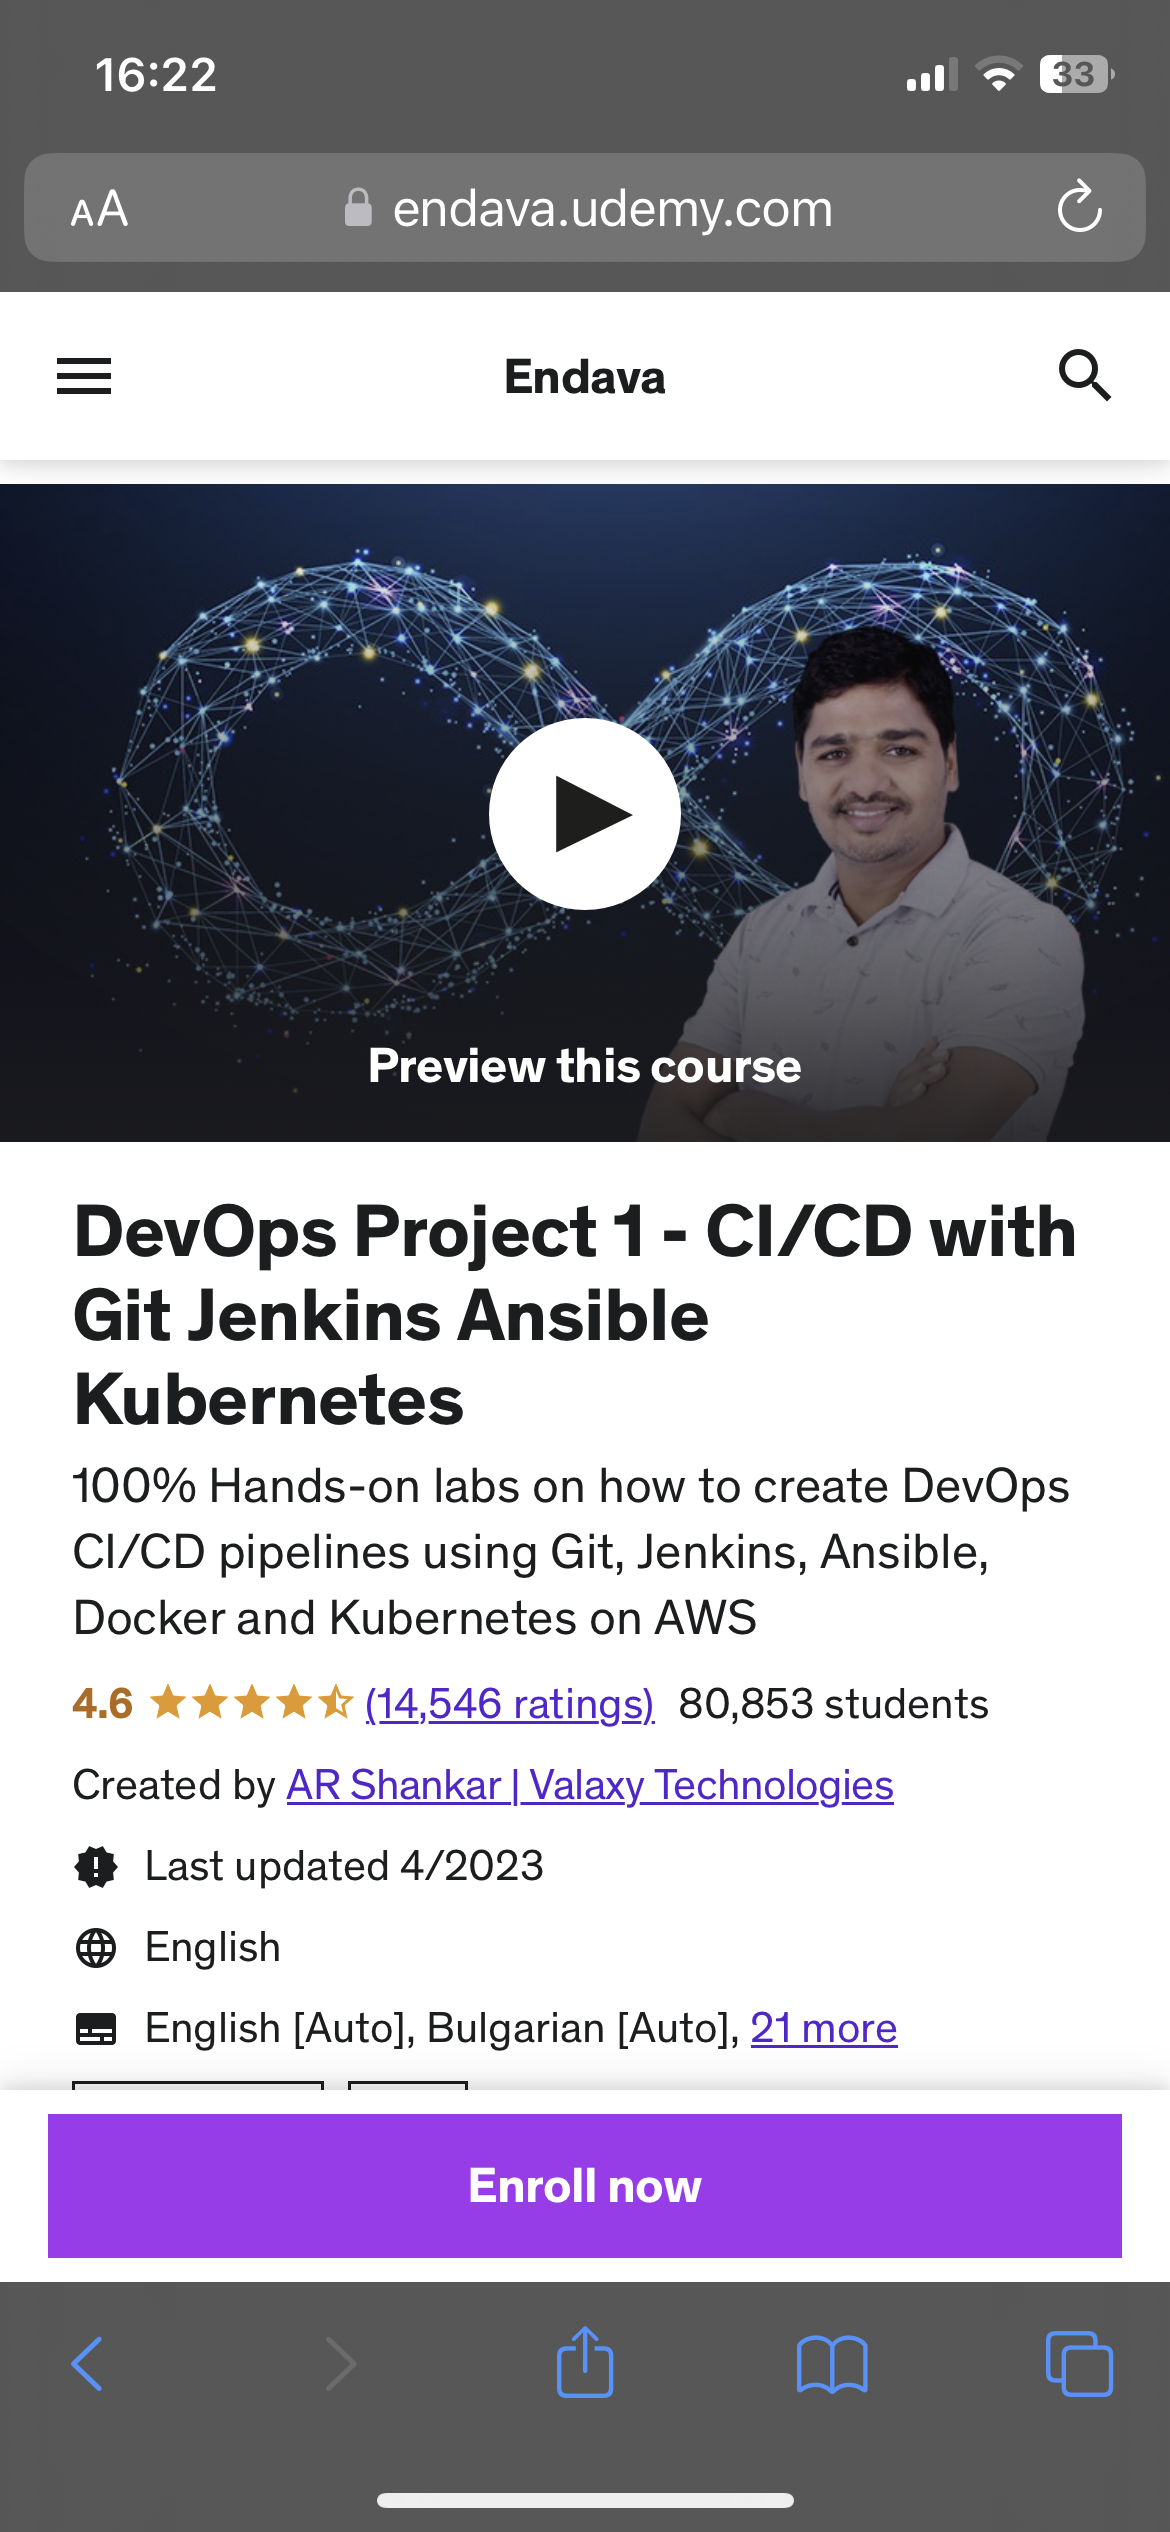 16:22
33
AA
endava.udemy.com
Endava
Preview this course
DevOps Project 1 - CI/CD with
Git Jenkins Ansible
Kubernetes
100% Hands-on labs on how to create DevOps
CI/CD pipelines using Git, Jenkins, Ansible,
Docker and Kubernetes on AWS
4.6 (14,546 ratings) 80,853 students
Created by AR Shankar | Valaxy Technologies
Last updated 4/2023
English
English [Auto], Bulgarian [Auto], 21 more
Enroll now